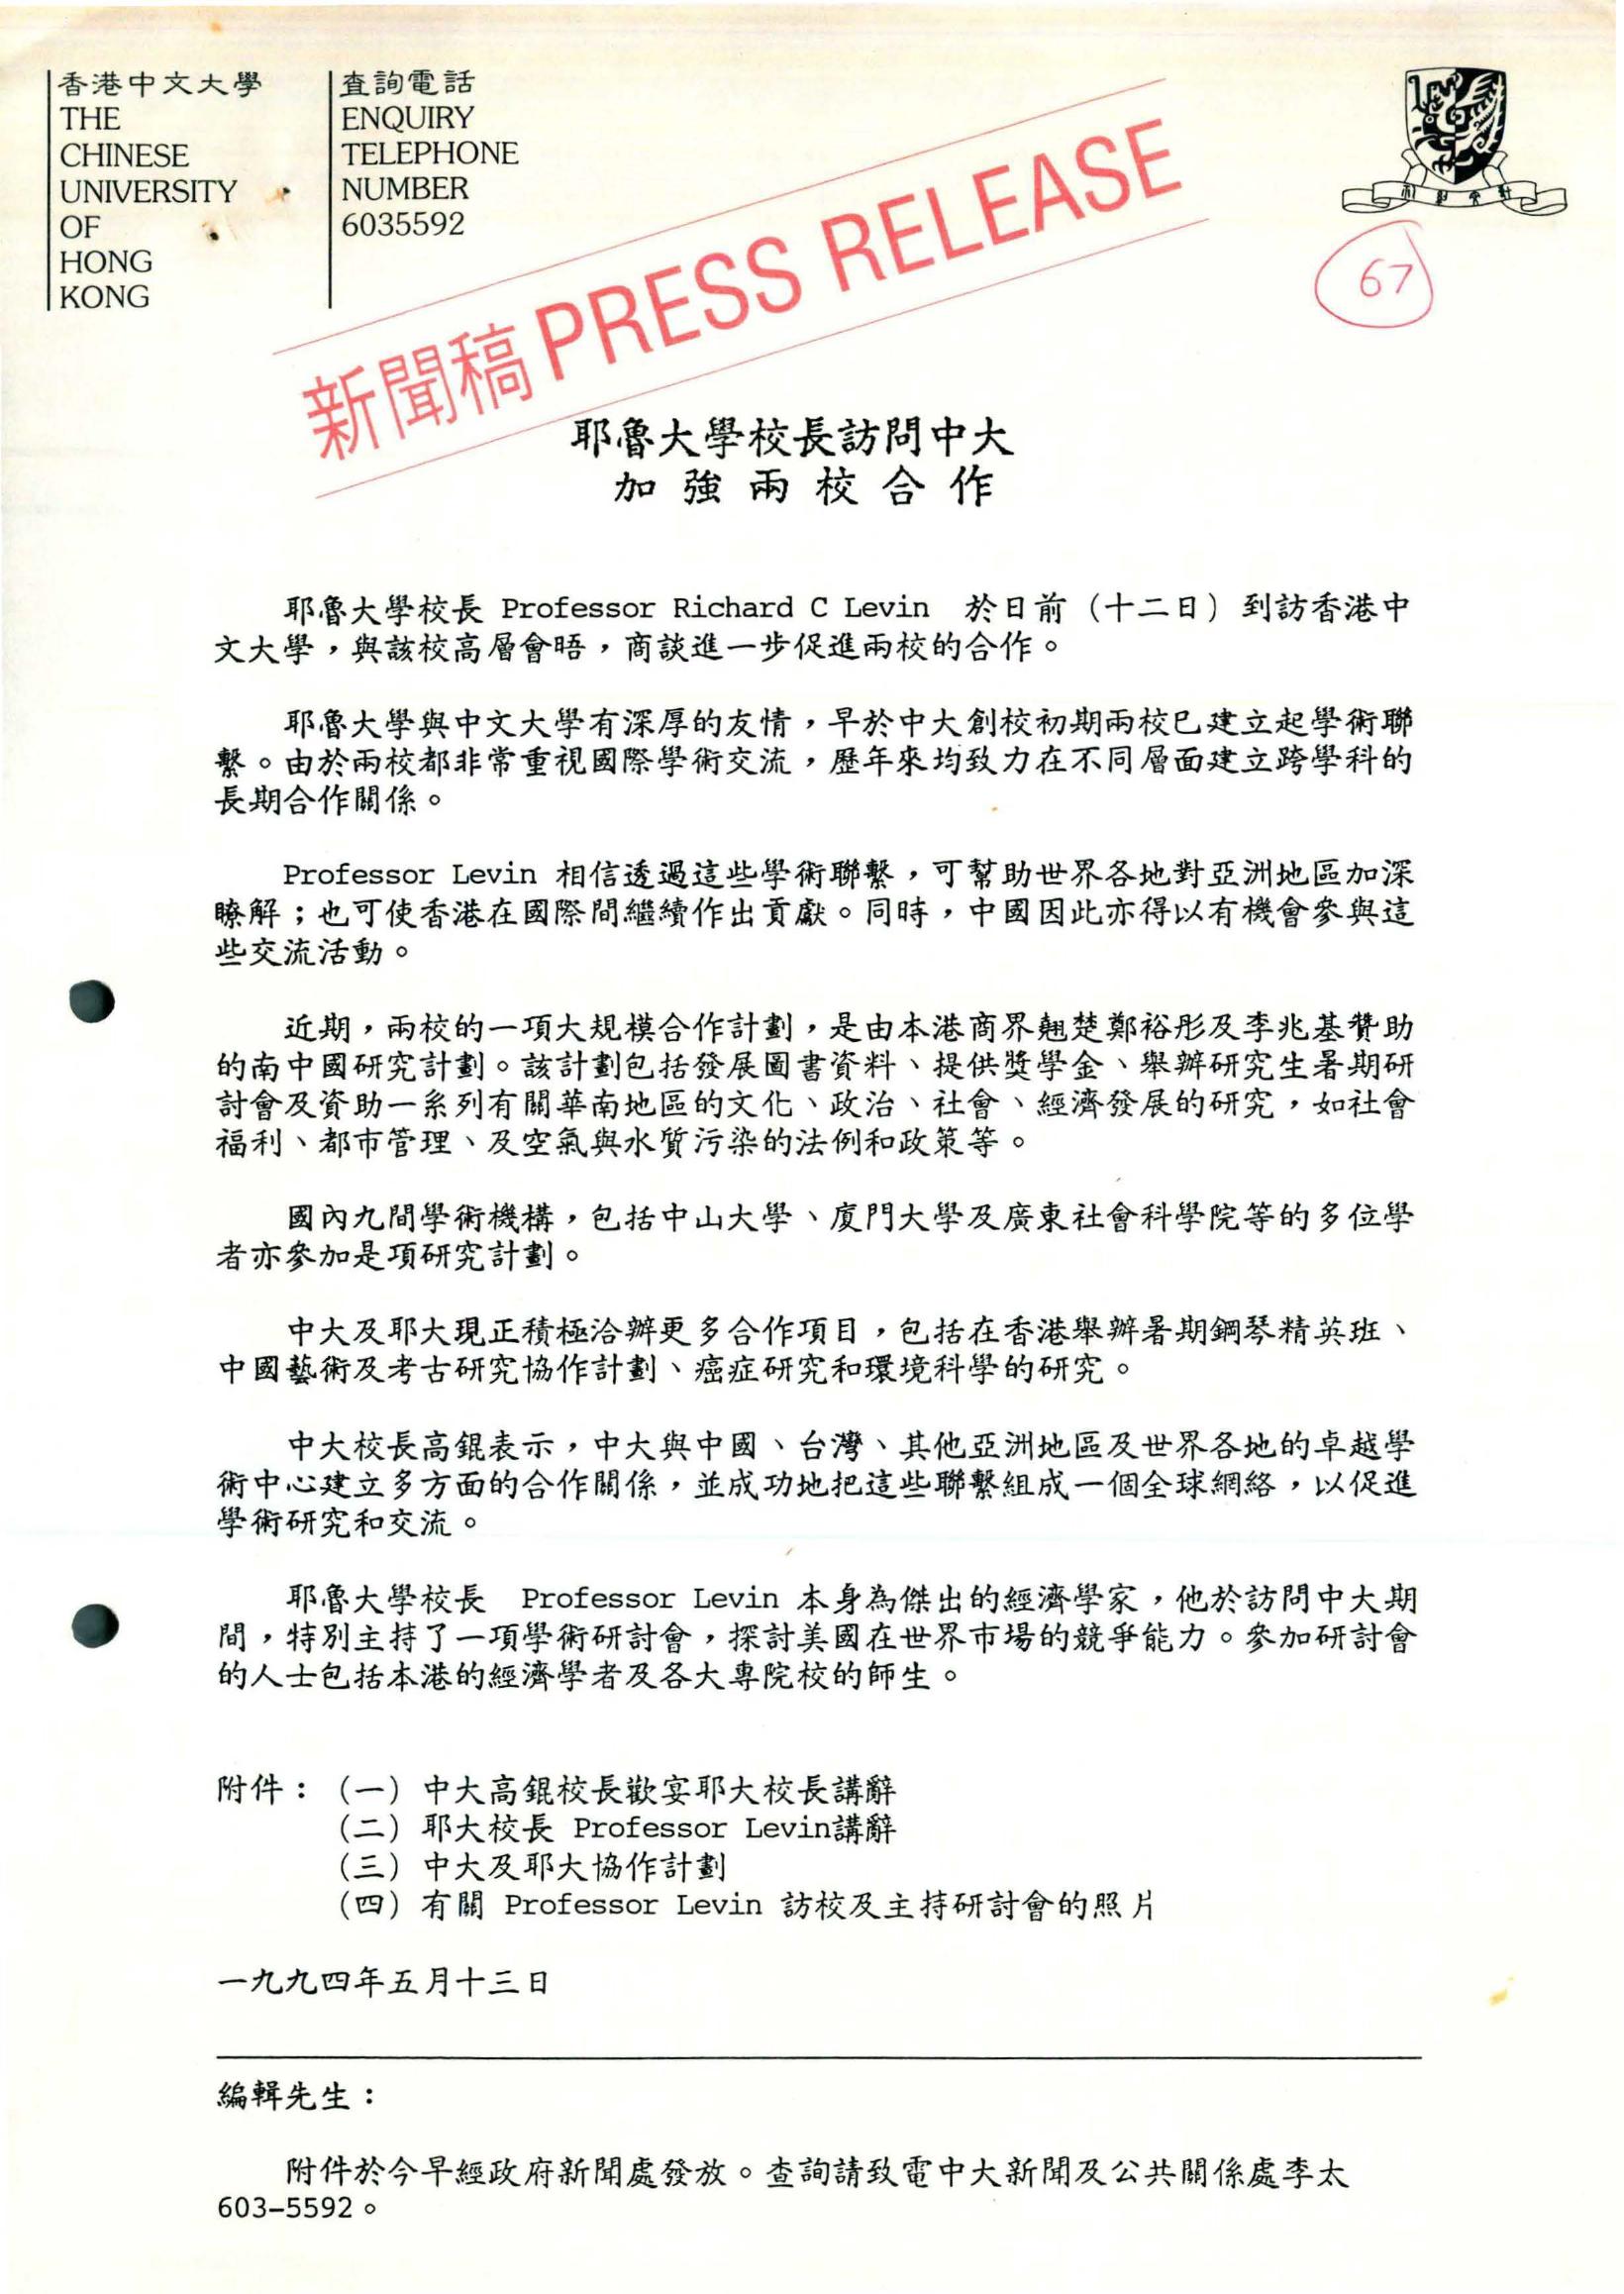 香港中文大學
THE
CHINESE
UNIVERSITY
OF
HONG
KONG
查詢電話
ENQUIRY
TELEPHONE
NUMBER
6035592
新聞稿 PRESS RELEASE
67
耶魯大學校長訪問中大
加強兩校合作
耶魯大學校長 Professor Richard C Levin 於日前（十二日）到訪香港中
文大學，與該校高層會晤，商談進一步促進兩校的合作。
耶魯大學與中文大學有深厚的友情，早於中大創校初期兩校已建立起學術聯
繫。由於兩校都非常重視國際學術交流，歷年來均致力在不同層面建立跨學科的
長期合作關係。
Professor Levin 相信透過這些學術聯繫，可幫助世界各地對亞洲地區加深
瞭解；也可使香港在國際間繼續作出貢獻。同時，中國因此亦得以有機會參與這
些交流活動。
近期，兩校的一項大規模合作計劃，是由本港商界翹楚鄭裕彤及李兆基贊助
的南中國研究計劃。該計劃包括發展圖書資料、提供獎學金、舉辦研究生暑期研
討會及資助一系列有關華南地區的文化、政治、社會、經濟發展的研究，如社會
福利、都市管理、及空氣與水質污染的法例和政策等。
國內九間學術機構，包括中山大學、廈門大學及廣東社會科學院等的多位學
者亦參加是項研究計劃。
中大及耶大現正積極洽辦更多合作項目，包括在香港舉辦暑期鋼琴精英班、
中國藝術及考古研究協作計劃、癌症研究和環境科學的研究。
中大校長高錕表示，中大與中國、台灣、其他亞洲地區及世界各地的卓越學
術中心建立多方面的合作關係，並成功地把這些聯繫組成一個全球網絡，以促進
學術研究和交流。
耶魯大學校長 Professor Levin 本身為傑出的經濟學家，他於訪問中大期
間，特別主持了一項學術研討會，探討美國在世界市場的競爭能力。參加研討會
的人士包括本港的經濟學者及各大專院校的師生。
附件：（一）中大高錕校長歡宴耶大校長講辭
（二）耶大校長 Professor Levin講辭
（三）中大及耶大協作計劃
（四）有關 Professor Levin 訪校及主持研討會的照片
一九九四年五月十三日
編輯先生：
附件於今早經政府新聞處發放。查詢請致電中大新聞及公共關係處李太
603-5592。